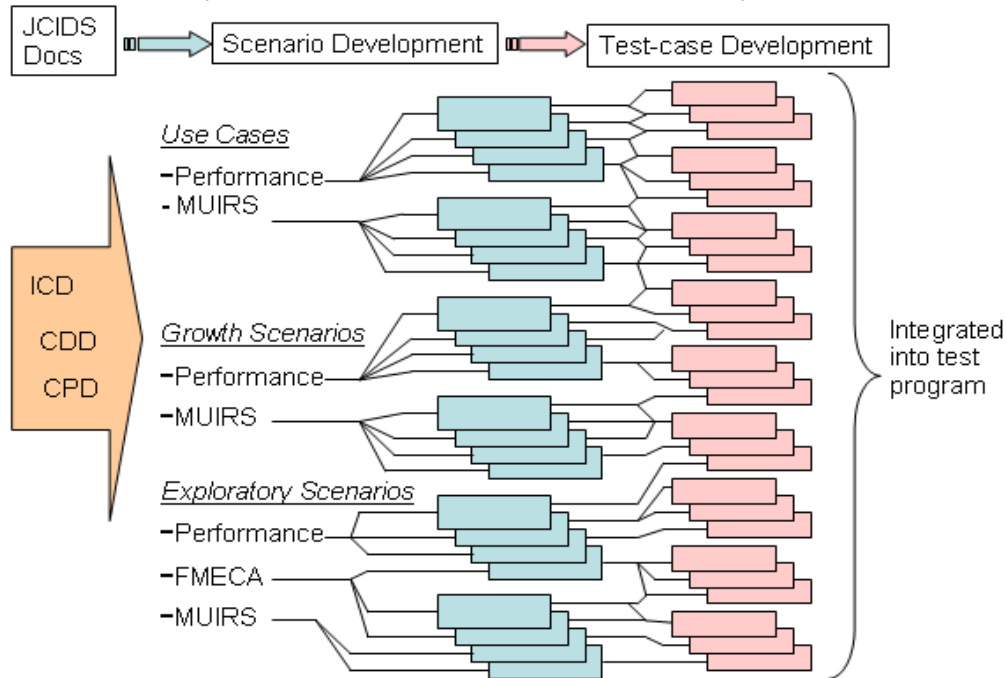 JCIDS
Docs
Scenario Development
Test-case Development
Use Cases
-Performance
- MUIRS
ICD
CDD
CPD
Growth Scenarios
-Performance
-MUIRS
Exploratory Scenarios
-Performance
-FMECA
-MUIRS
Integrated
into test
program